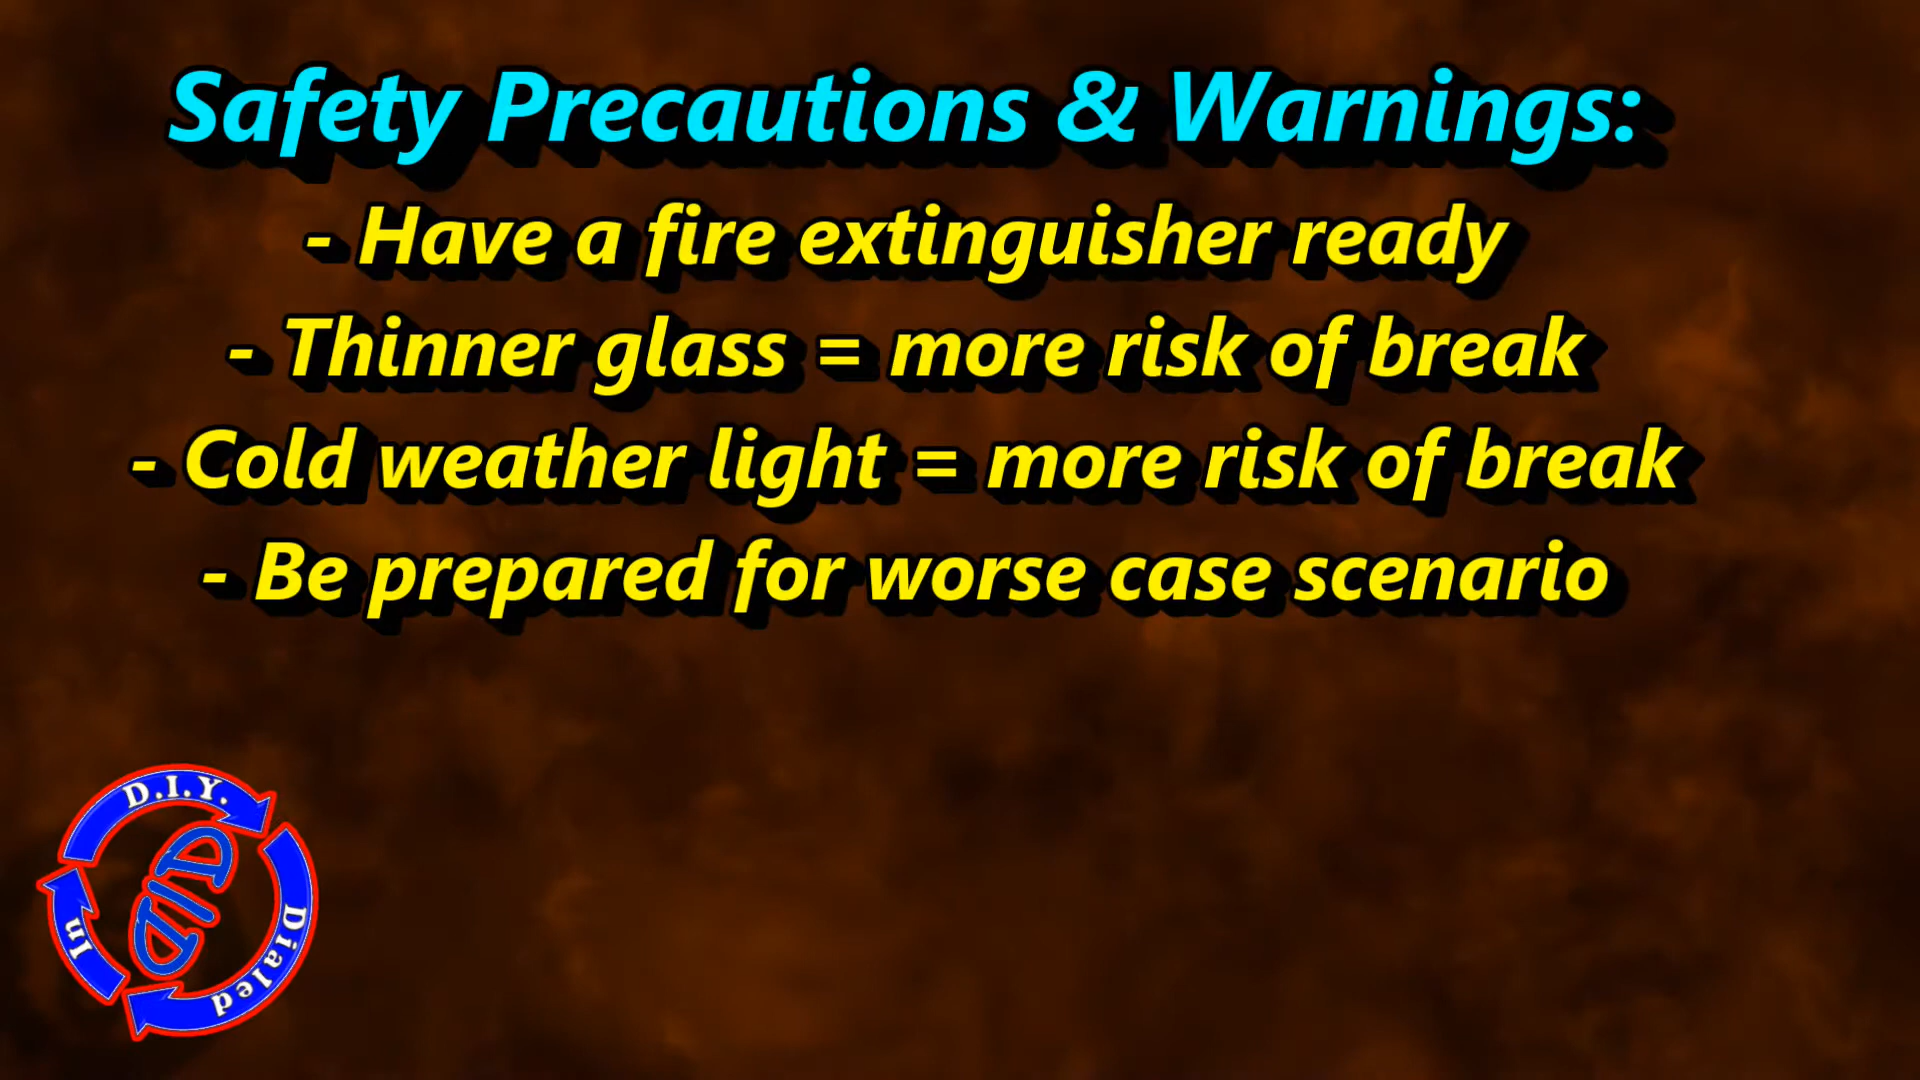 Safety Precautions & Warnings:
- Have a fire extinguisher ready
- Thinner glass = more risk of break
- Cold weather light = more risk of break
- Be prepared for worse case scenario
D.I.Y.
DID
Dialed
In